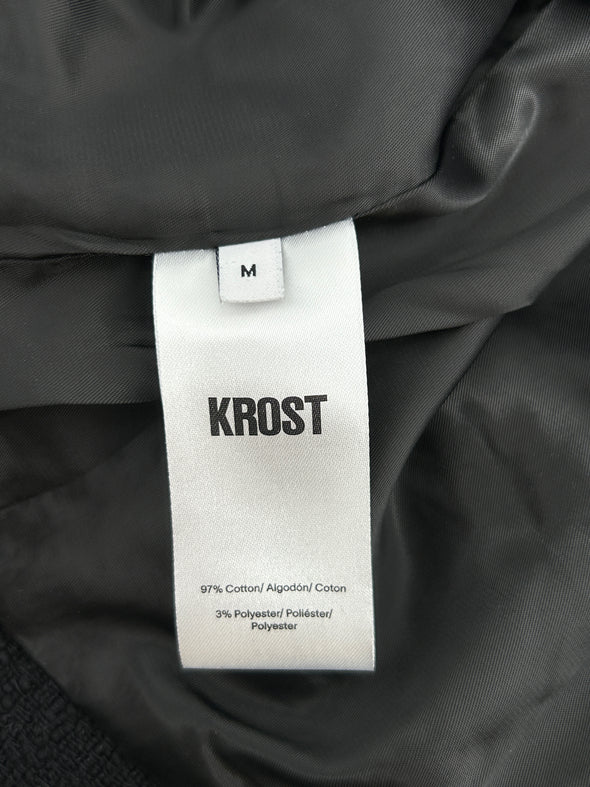 M
KROST
97% Cotton/ Algodón/ Coton
3% Polyester/ Poliéster/
Polyester